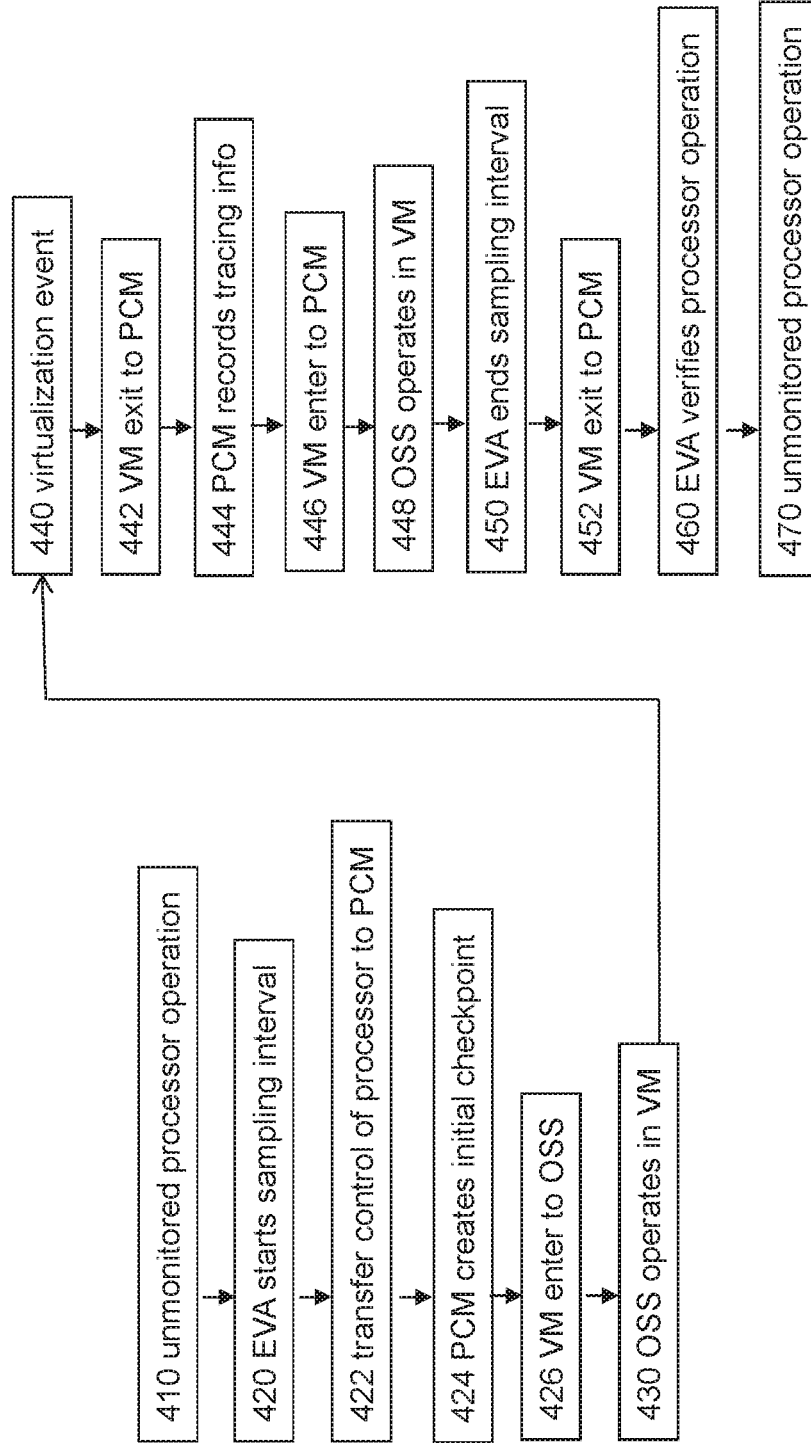 410 unmonitored processor operation
420 EVA starts sampling interval
422 transfer control of processor to PCM
424 PCM creates initial checkpoint
426 VM enter to OSS
430 OSS operates in VM
440 virtualization event
442 VM exit to PCM
444 PCM records tracing info
446 VM enter to PCM
448 OSS operates in VM
450 EVA ends sampling interval
452 VM exit to PCM
460 EVA verifies processor operation
470 unmonitored processor operation